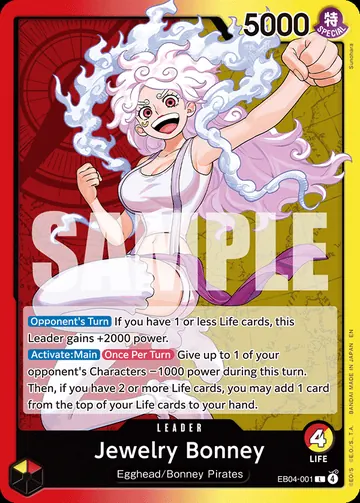 5000
特
SPECIAL
Sunohara
SAMPLE
Opponent's Turn If you have 1 or less Life cards, this
Leader gains +2000 power.
Activate:Main Once Per Turn Give up to 1 of your
opponent's Characters −1000 power during this turn.
Then, if you have 2 or more Life cards, you may add 1 card
from the top of your Life cards to your hand.
LEADER
Jewelry Bonney
Egghead/Bonney Pirates
4
LIFE
EB04-001 L 4
BANDAI MADE IN JAPAN EN